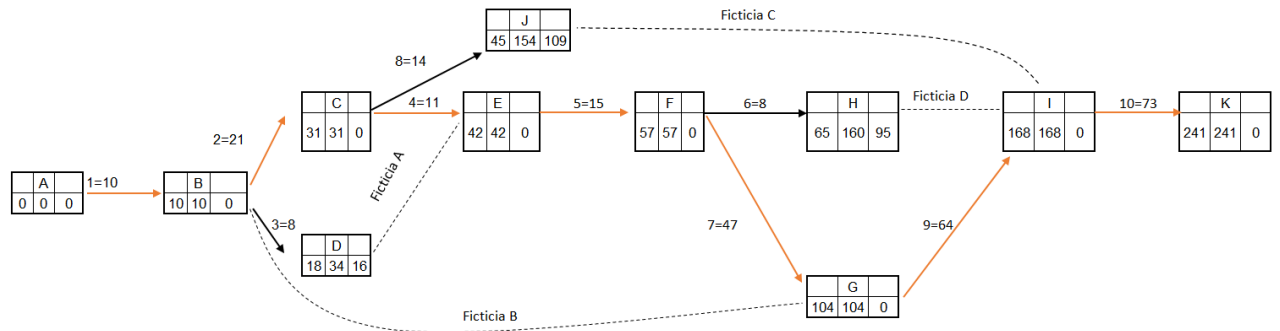 J
45 154 109
Ficticia C
8=14
C
31 31 0
4=11
E
42 42 0
5=15
F
57 57 0
6=8
H
65 160 95
Ficticia D
I
168 168 0
10=73
K
241 241 0
2=21
A
0 0 0
1=10
B
10 10 0
Ficticia A
3=8
D
18 34 16
7=47
9=64
G
104 104 0
Ficticia B